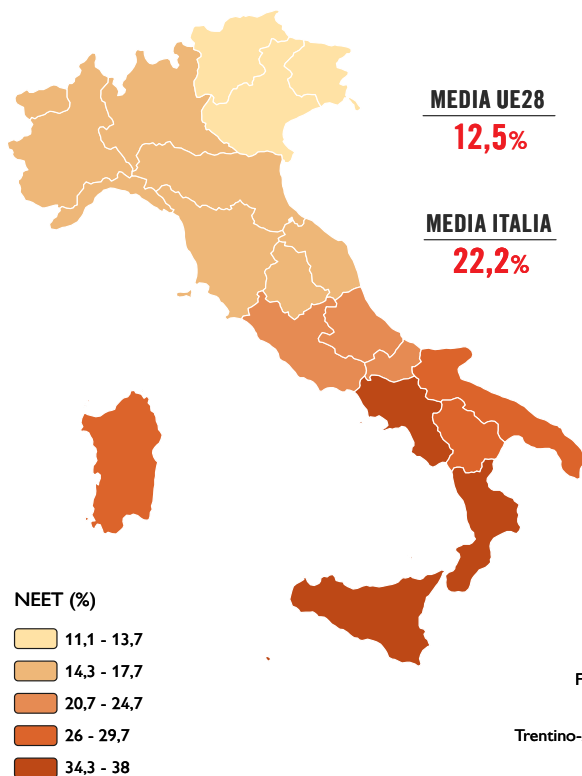 MEDIA UE28
12,5%
MEDIA ITALIA
22,2%
NEET (%)
11,1 - 13,7
14,3 - 17,7
20,7 - 24,7
26 - 29,7
34,3 - 38
F
Trentino-